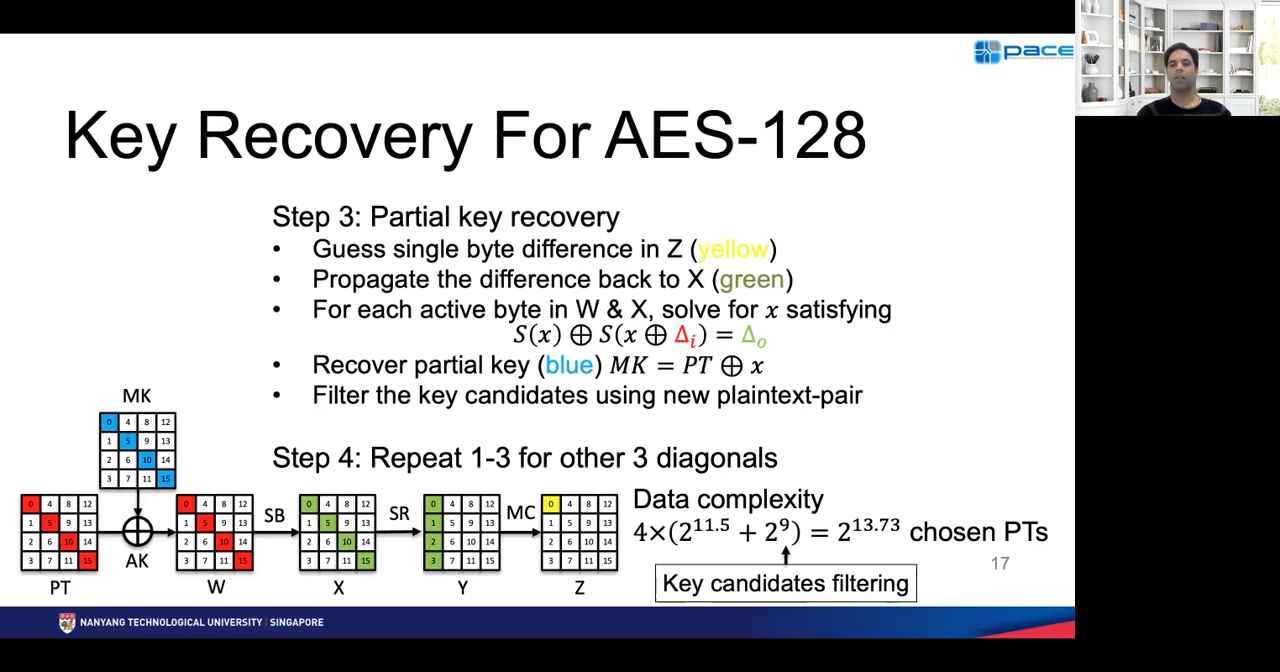 pace
Key Recovery For AES-128
Step 3: Partial key recovery
• Guess single byte difference in Z (yellow)
• Propagate the difference back to X (green)
• For each active byte in W & X, solve for 𝑥 satisfying
𝑆(𝑥) ⊕ 𝑆(𝑥 ⊕ Δᵢ) = Δₒ
• Recover partial key (blue) 𝑀𝐾 = 𝑃𝑇 ⊕ 𝑥
• Filter the key candidates using new plaintext-pair
Step 4: Repeat 1-3 for other 3 diagonals
Data complexity
4×(2^11.5 + 2^9) = 2^13.73 chosen PTs
Key candidates filtering
17
MK
0 4 8 12
1 5 9 13
2 6 10 14
3 7 11 15
0 4 8 12
1 5 9 13
2 6 10 14
3 7 11 15
PT
AK
0 4 8 12
1 5 9 13
2 6 10 14
3 7 11 15
W
SB
0 4 8 12
1 5 9 13
2 6 10 14
3 7 11 15
X
SR
0 4 8 12
1 5 9 13
2 6 10 14
3 7 11 15
Y
MC
0 4 8 12
1 5 9 13
2 6 10 14
3 7 11 15
Z
NANYANG TECHNOLOGICAL UNIVERSITY | SINGAPORE